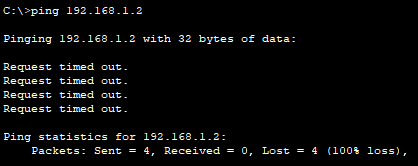 C:\>ping 192.168.1.2
Pinging 192.168.1.2 with 32 bytes of data:
Request timed out.
Request timed out.
Request timed out.
Request timed out.
Ping statistics for 192.168.1.2:
Packets: Sent = 4, Received = 0, Lost = 4 (100% loss),